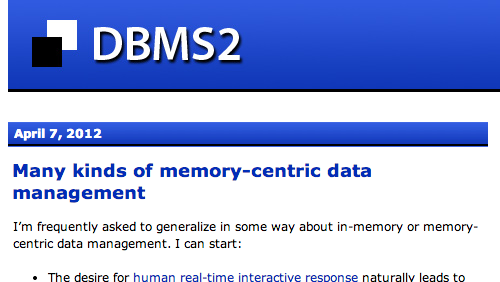 DBMS2
April 7, 2012
Many kinds of memory-centric data
management
I’m frequently asked to generalize in some way about in-memory or memory-
centric data management. I can start:
• The desire for human real-time interactive response naturally leads to